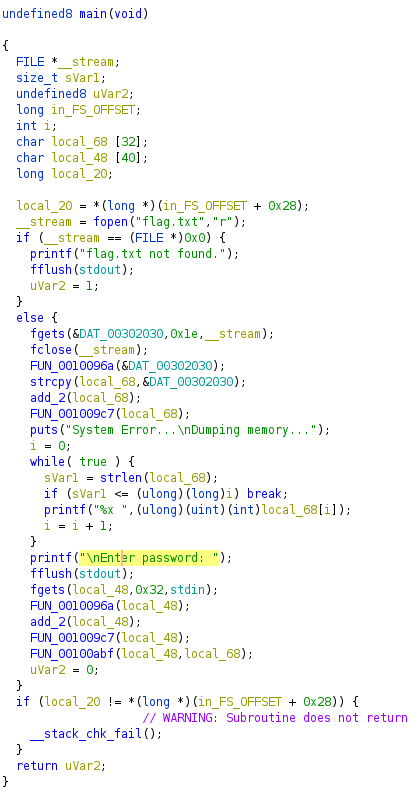 undefined8 main(void)
{
FILE *__stream;
size_t sVar1;
undefined8 uVar2;
long in_FS_OFFSET;
int i;
char local_68 [32];
char local_48 [40];
long local_20;
local_20 = *(long *)(in_FS_OFFSET + 0x28);
__stream = fopen("flag.txt","r");
if (__stream == (FILE *)0x0) {
printf("flag.txt not found.");
fflush(stdout);
uVar2 = 1;
}
else {
fgets(&DAT_00302030,0x1e,__stream);
fclose(__stream);
FUN_0010096a(&DAT_00302030);
strcpy(local_68,&DAT_00302030);
add_2(local_68);
FUN_001009c7(local_68);
puts("System Error...\nDumping memory...");
i = 0;
while( true ) {
sVar1 = strlen(local_68);
if (sVar1 <= (ulong)(long)i) break;
printf("%x ",(ulong)(uint)(int)local_68[i]);
i = i + 1;
}
printf("\nEnter password: ");
fflush(stdout);
fgets(local_48,0x32,stdin);
FUN_0010096a(local_48);
add_2(local_48);
FUN_001009c7(local_48);
FUN_00100abf(local_48,local_68);
uVar2 = 0;
}
if (local_20 != *(long *)(in_FS_OFFSET + 0x28)) {
// WARNING: Subroutine does not return
__stack_chk_fail();
}
return uVar2;
}